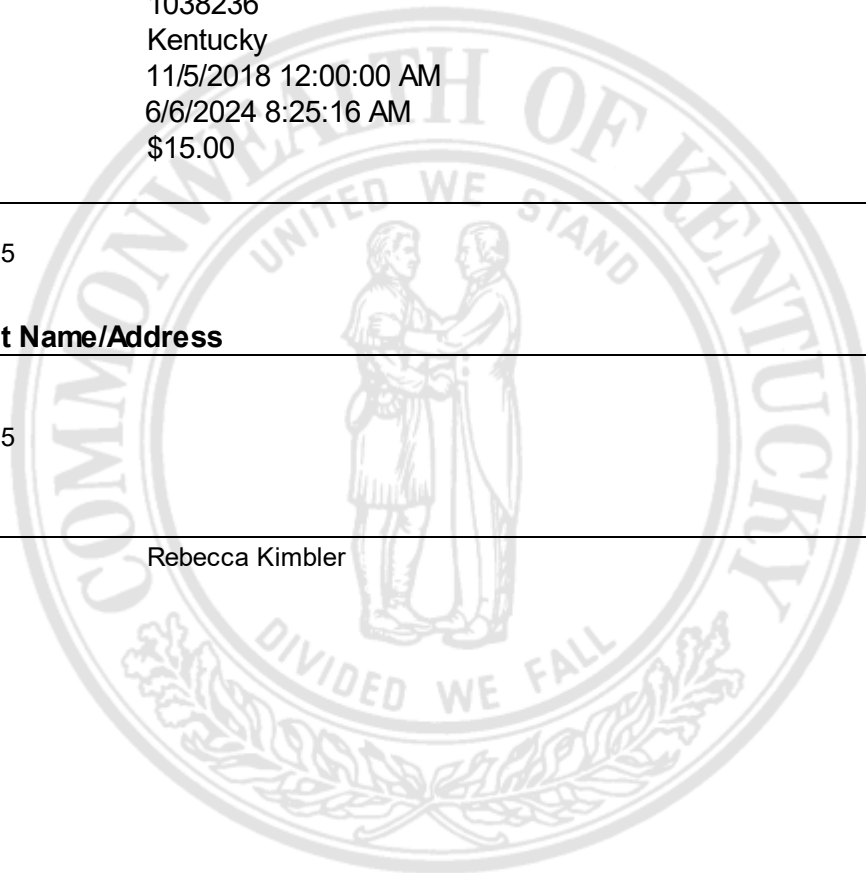 1038236
Kentucky
11/5/2018 12:00:00 AM
6/6/2024 8:25:16 AM
$15.00
COMMONWEALTH OF KENTUCKY
UNITED WE STAND
5
t Name/Address
5
Rebecca Kimbler
DIVIDED WE FALL